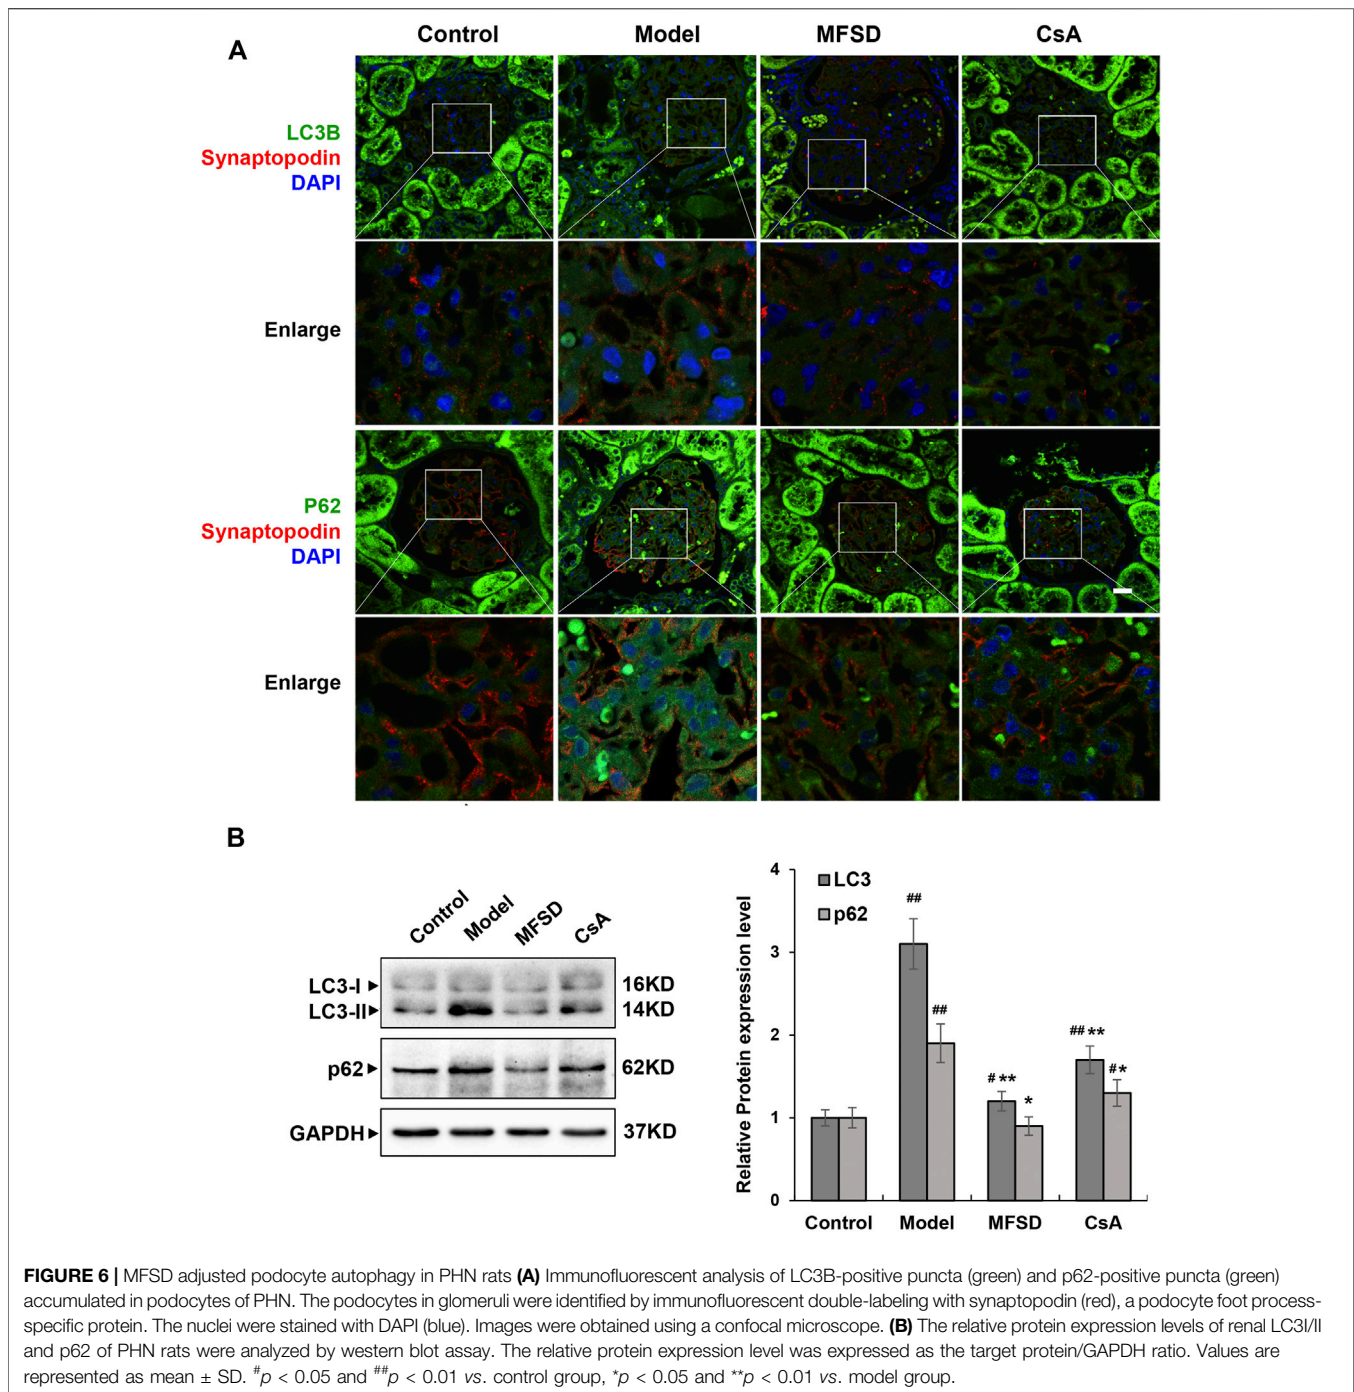 A
Control Model MFSD CsA
LC3B
Synaptopodin
DAPI
Enlarge
P62
Synaptopodin
DAPI
Enlarge
B
Control Model MFSD CsA
LC3-I 16KD
LC3-II 14KD
p62 62KD
GAPDH 37KD
Relative Protein expression level
4
3
2
1
0
LC3
p62
##
##
# **
*
## **
# *
Control Model MFSD CsA
FIGURE 6 | MFSD adjusted podocyte autophagy in PHN rats (A) Immunofluorescent analysis of LC3B-positive puncta (green) and p62-positive puncta (green)
accumulated in podocytes of PHN. The podocytes in glomeruli were identified by immunofluorescent double-labeling with synaptopodin (red), a podocyte foot process-
specific protein. The nuclei were stained with DAPI (blue). Images were obtained using a confocal microscope. (B) The relative protein expression levels of renal LC3I/II
and p62 of PHN rats were analyzed by western blot assay. The relative protein expression level was expressed as the target protein/GAPDH ratio. Values are
represented as mean ± SD. #p < 0.05 and ##p < 0.01 vs. control group, *p < 0.05 and **p < 0.01 vs. model group.